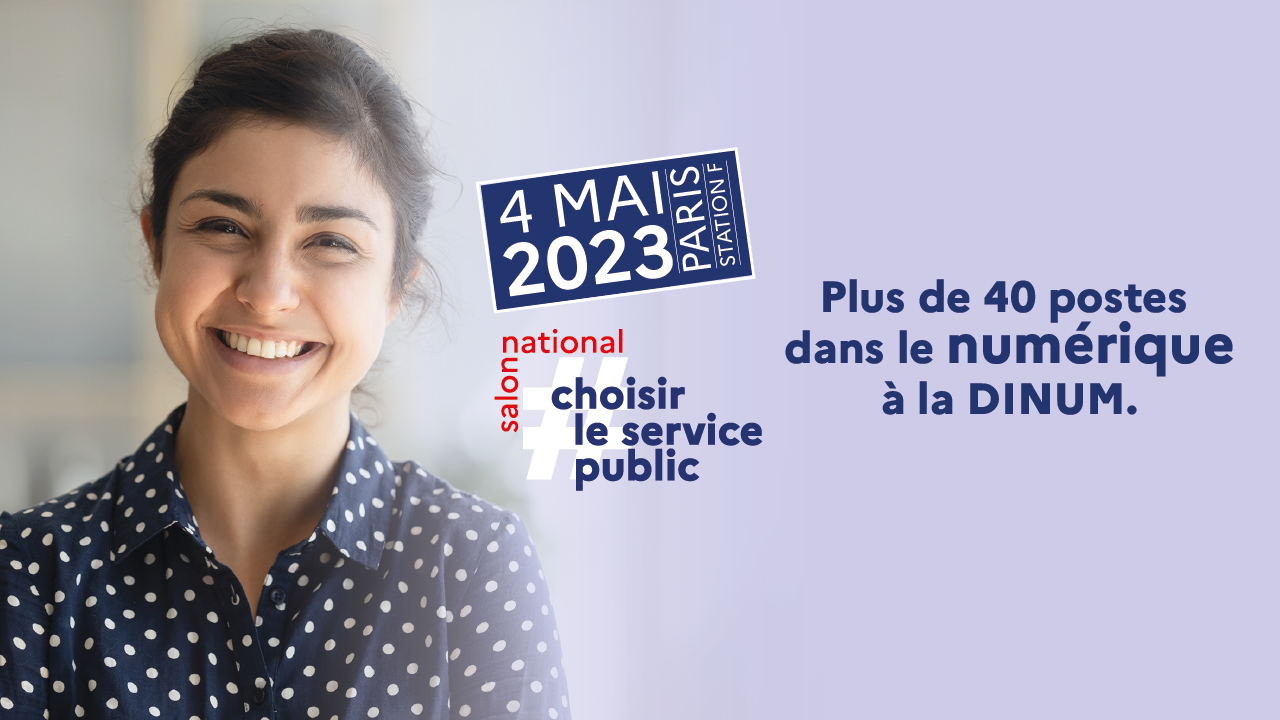 4 MAI
2023
PARIS
STATION F
salon
national
#
choisir
le service
public
Plus de 40 postes
dans le numérique
à la DINUM.